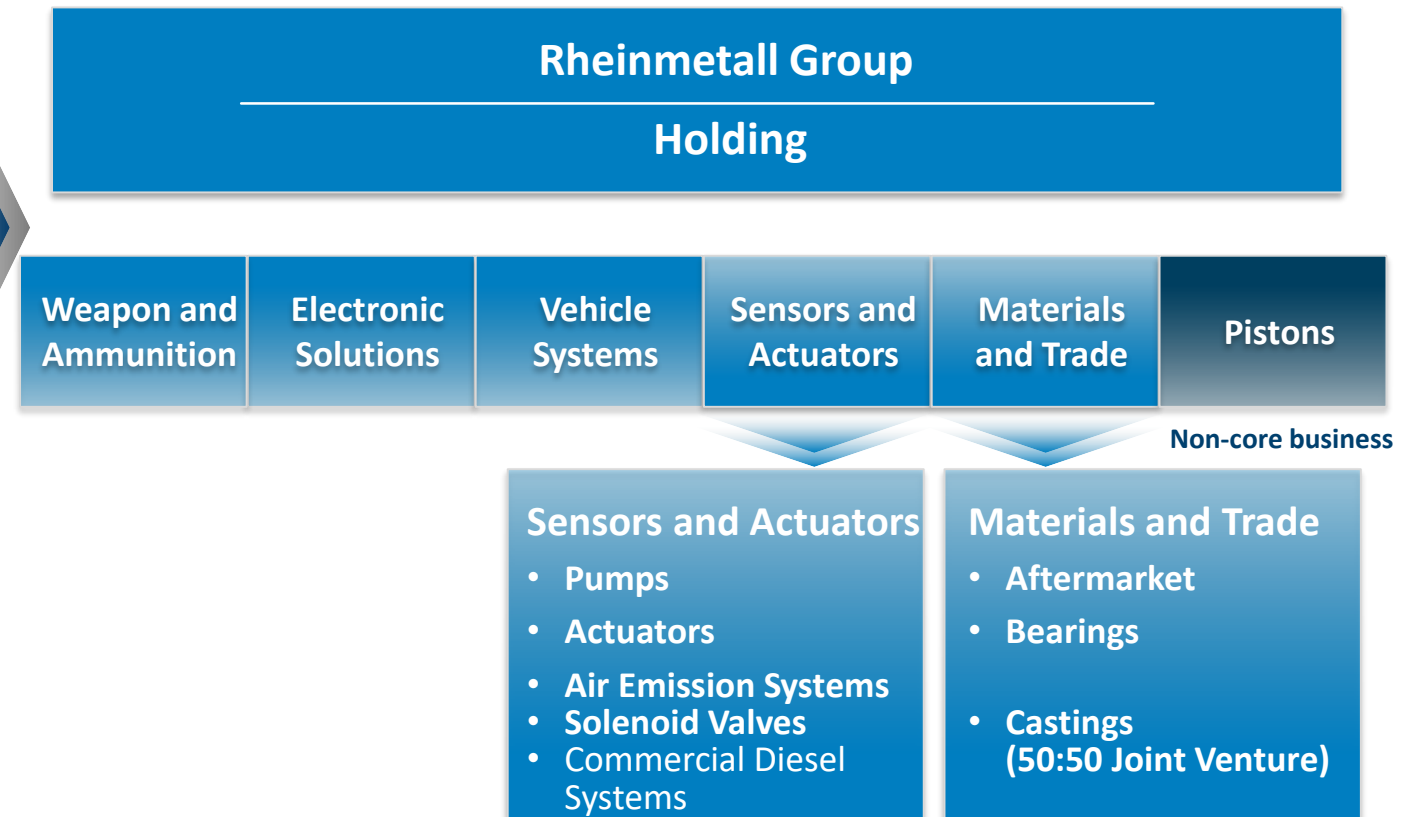 Rheinmetall Group
Holding
Weapon and
Ammunition
Electronic
Solutions
Vehicle
Systems
Sensors and
Actuators
Materials
and Trade
Pistons
Non-core business
Sensors and Actuators
• Pumps
• Actuators
• Air Emission Systems
• Solenoid Valves
• Commercial Diesel
Systems
Materials and Trade
• Aftermarket
• Bearings
• Castings
(50:50 Joint Venture)